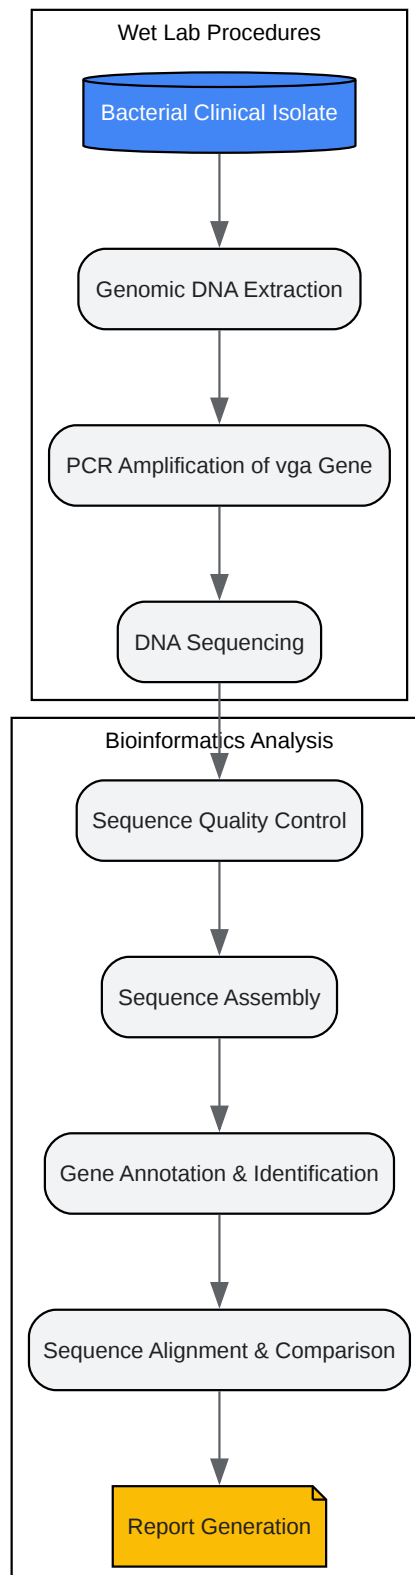 Wet Lab Procedures
Bacterial Clinical Isolate
Genomic DNA Extraction
PCR Amplification of vga Gene
DNA Sequencing
Bioinformatics Analysis
Sequence Quality Control
Sequence Assembly
Gene Annotation & Identification
Sequence Alignment & Comparison
Report Generation